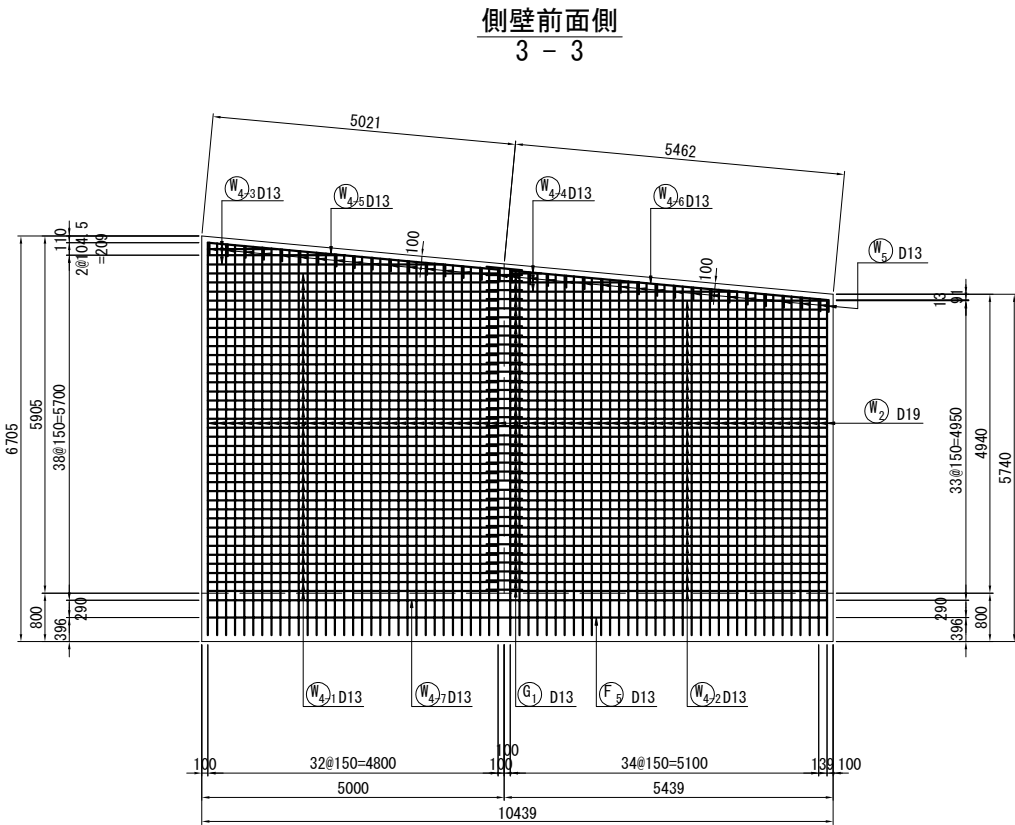 側壁前面側
3 - 3
5021
5462
W4-3 D13
W4-5 D13
W4-4 D13
W4-6 D13
W5 D13
100
100
110
2@104.5
=209
13
91
6705
5905
38@150=5700
33@150=4950
4940
5740
W2 D19
800
290
396
290
396
800
W4-1 D13
W4-7 D13
G1 D13
F5 D13
W4-2 D13
100
32@150=4800
100
100
34@150=5100
139
100
5000
5439
10439